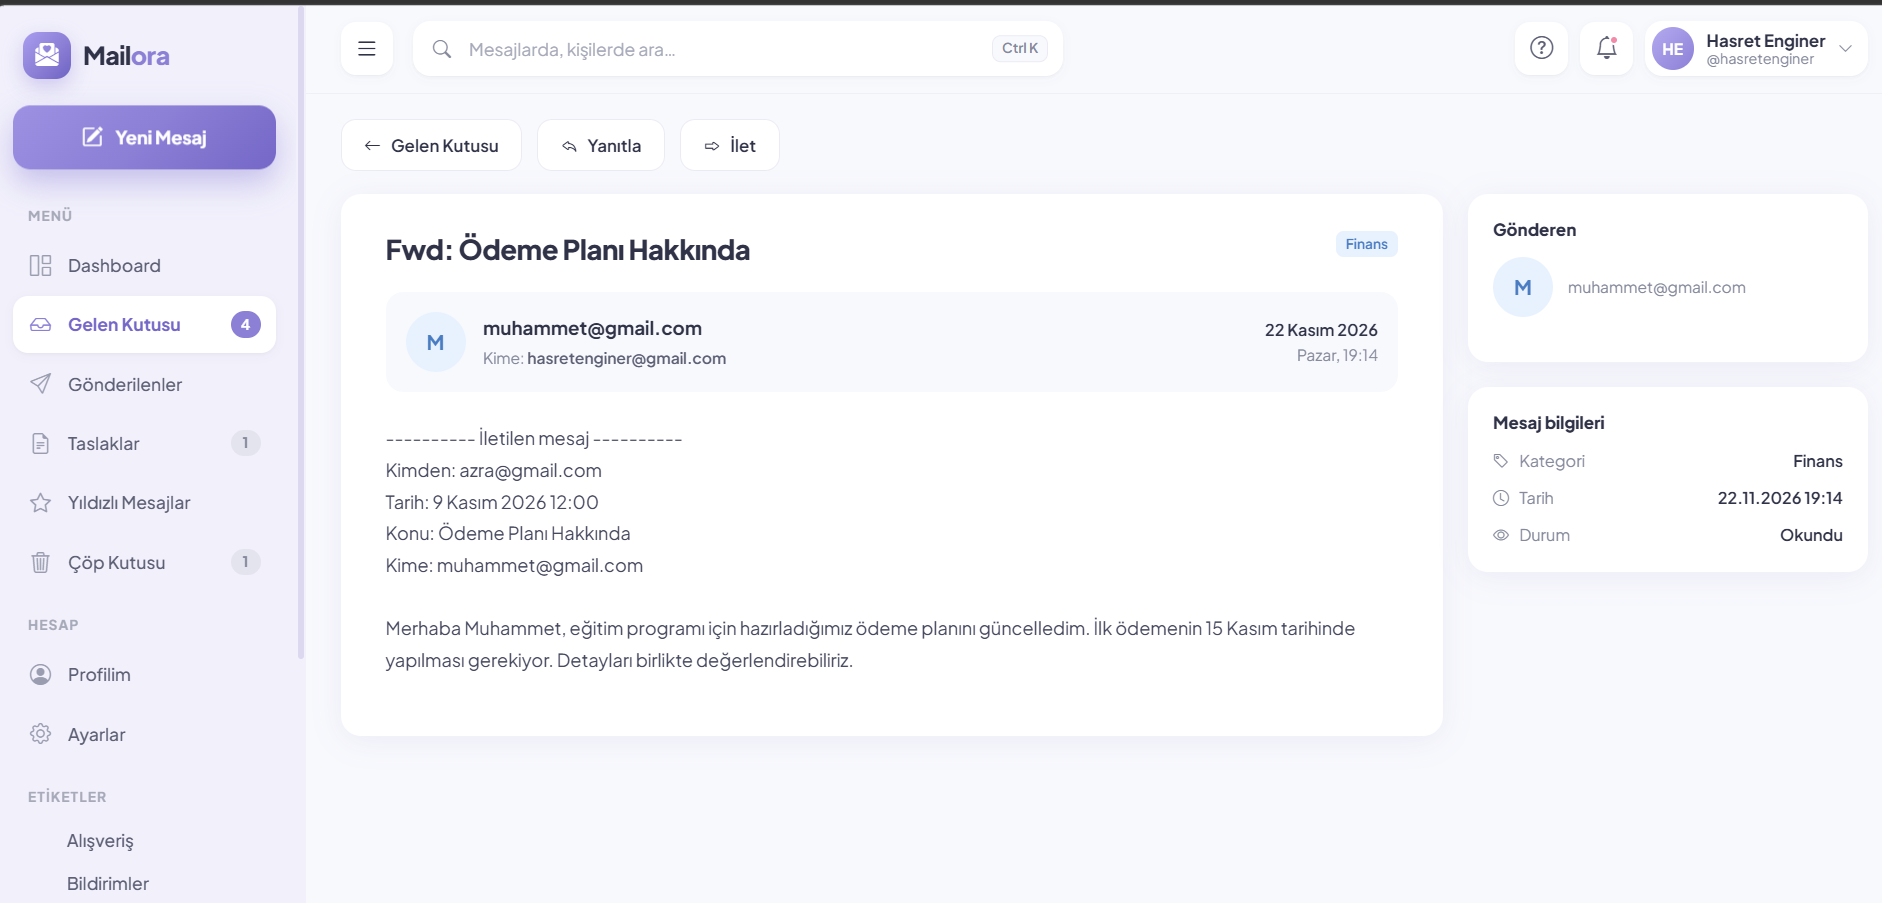 Mailora
Mesajlarda, kişilerde ara...
Ctrl K
HE
Hasret Enginer
@hasretenginer
Yeni Mesaj
MENÜ
Dashboard
Gelen Kutusu
4
Gönderilenler
Taslaklar
1
Yıldızlı Mesajlar
Çöp Kutusu
1
HESAP
Profilim
Ayarlar
ETİKETLER
Alışveriş
Bildirimler
Gelen Kutusu
Yanıtla
İlet
Fwd: Ödeme Planı Hakkında
Finans
M
muhammet@gmail.com
Kime: hasretenginer@gmail.com
22 Kasım 2026
Pazar, 19:14
---------- İletilen mesaj ----------
Kimden: azra@gmail.com
Tarih: 9 Kasım 2026 12:00
Konu: Ödeme Planı Hakkında
Kime: muhammet@gmail.com
Merhaba Muhammet, eğitim programı için hazırladığımız ödeme planını güncelledim. İlk ödemenin 15 Kasım tarihinde
yapılması gerekiyor. Detayları birlikte değerlendirebiliriz.
Gönderen
M
muhammet@gmail.com
Mesaj bilgileri
Kategori
Finans
Tarih
22.11.2026 19:14
Durum
Okundu